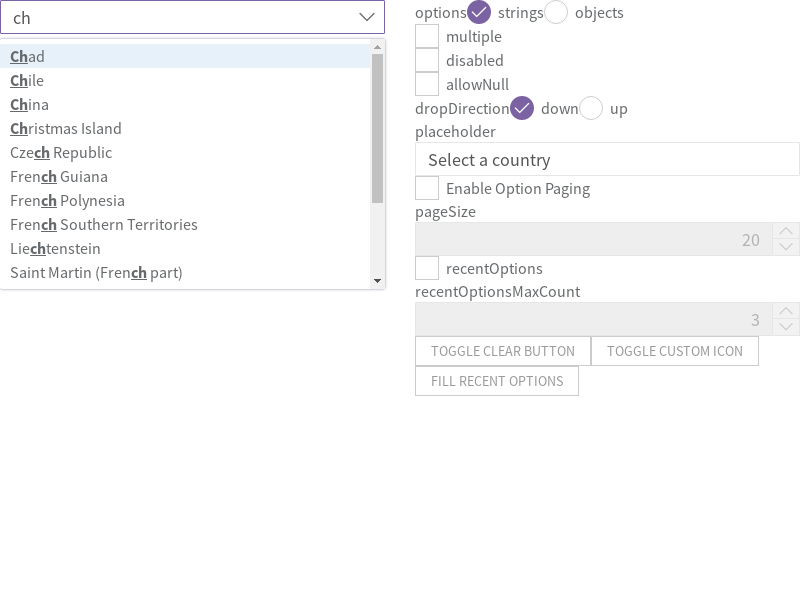 ch
Chad
Chile
China
Christmas Island
Czech Republic
French Guiana
French Polynesia
French Southern Territories
Liechtenstein
Saint Martin (French part)
options strings objects
multiple
disabled
allowNull
dropDirection down up
placeholder
Select a country
Enable Option Paging
pageSize
20
recentOptions
recentOptionsMaxCount
3
TOGGLE CLEAR BUTTON TOGGLE CUSTOM ICON
FILL RECENT OPTIONS